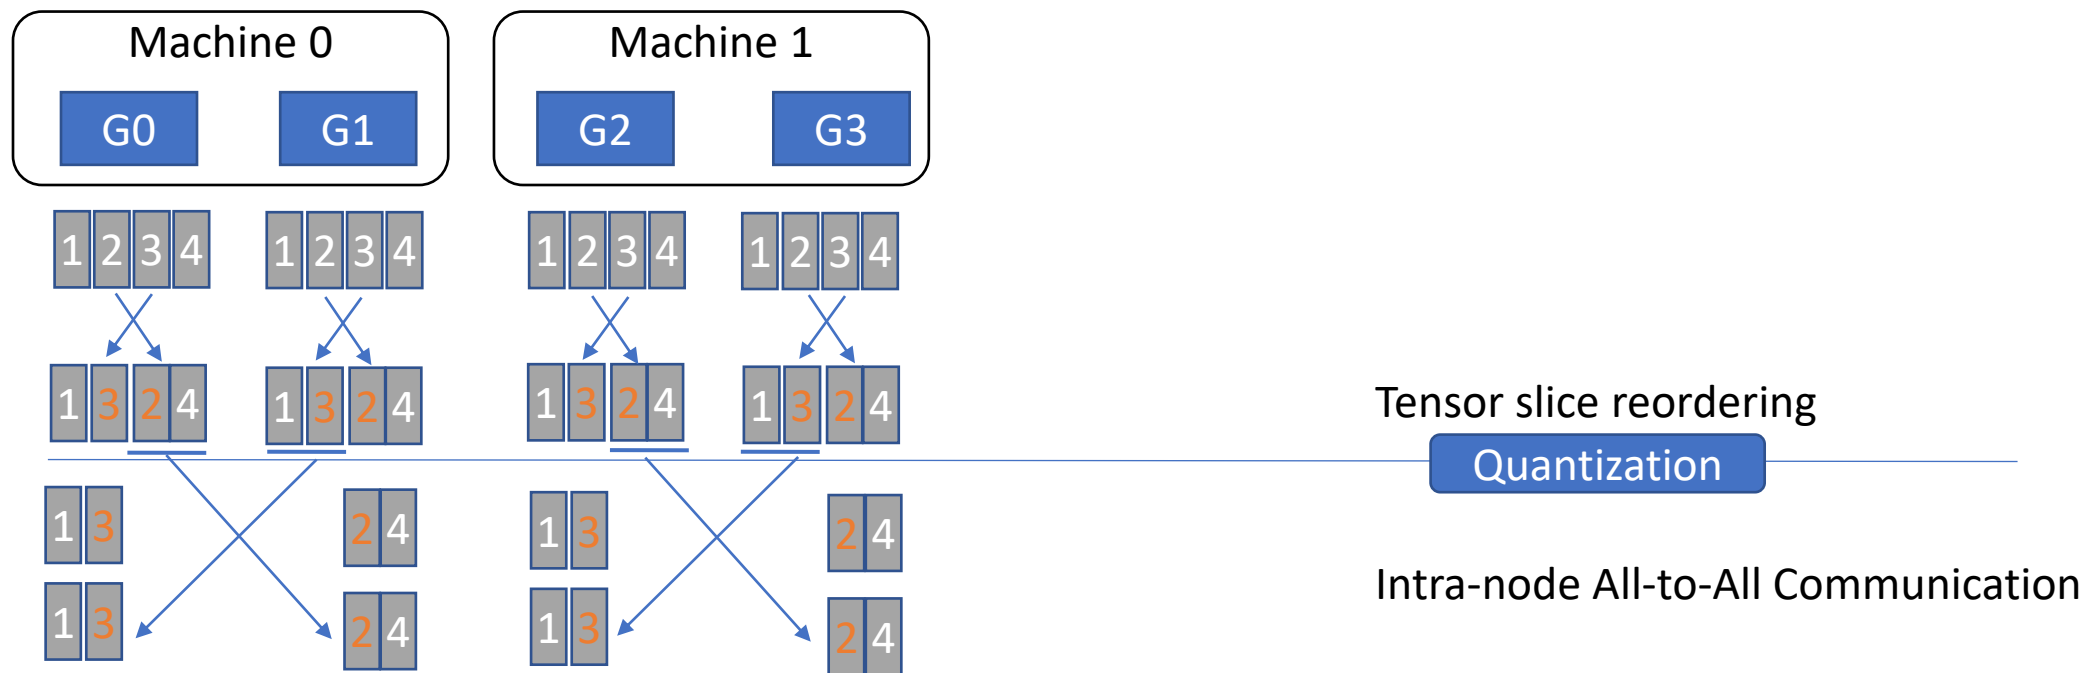 Machine 0 Machine 1
G0 G1 G2 G3
1 2 3 4 1 2 3 4 1 2 3 4 1 2 3 4
1 3 2 4 1 3 2 4 1 3 2 4 1 3 2 4
Tensor slice reordering
Quantization
1 3 2 4 1 3 2 4
Intra-node All-to-All Communication
1 3 2 4 1 3 2 4